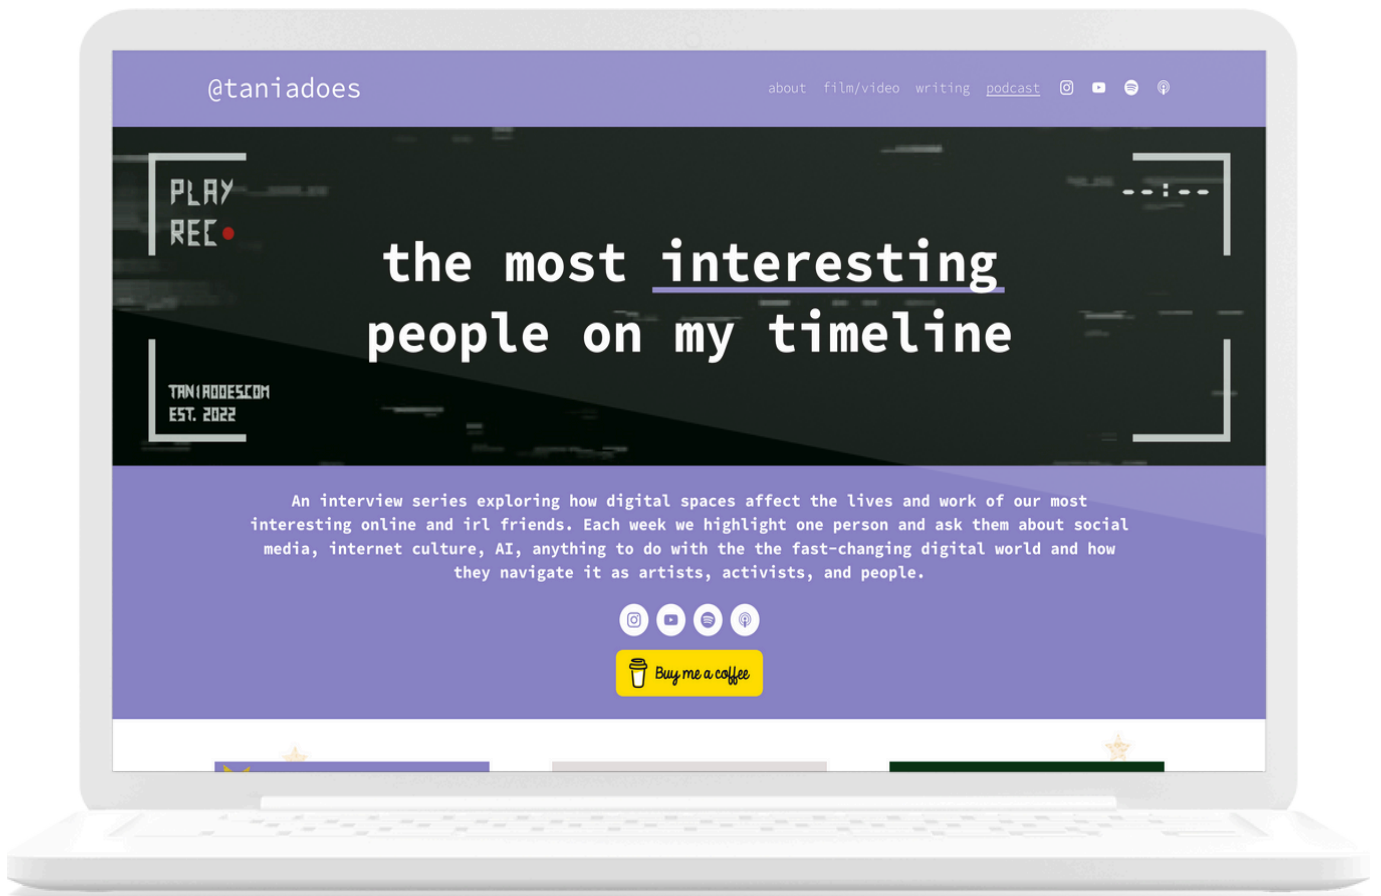 @taniadoes
about film/video writing podcast
PLAY
REC
--:--
the most interesting
people on my timeline
TANIADOES.COM
EST. 2022
An interview series exploring how digital spaces affect the lives and work of our most
interesting online and irl friends. Each week we highlight one person and ask them about social
media, internet culture, AI, anything to do with the the fast-changing digital world and how
they navigate it as artists, activists, and people.
Buy me a coffee